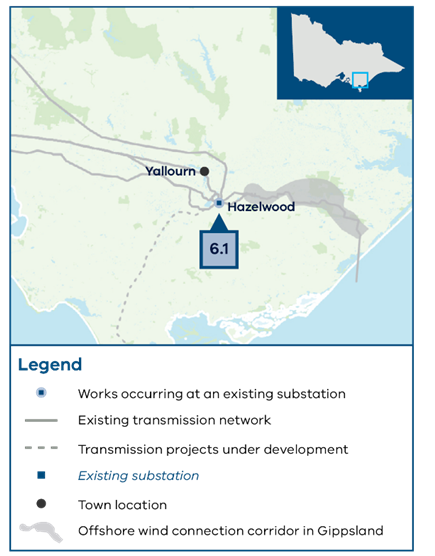 Yallourn
Hazelwood
6.1
Legend
Works occurring at an existing substation
Existing transmission network
Transmission projects under development
Existing substation
Town location
Offshore wind connection corridor in Gippsland